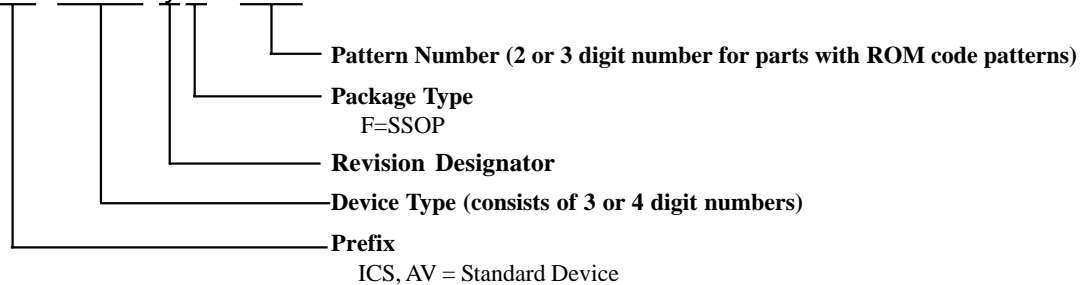 Pattern Number (2 or 3 digit number for parts with ROM code patterns)
Package Type
F=SSOP
Revision Designator
Device Type (consists of 3 or 4 digit numbers)
Prefix
ICS, AV = Standard Device